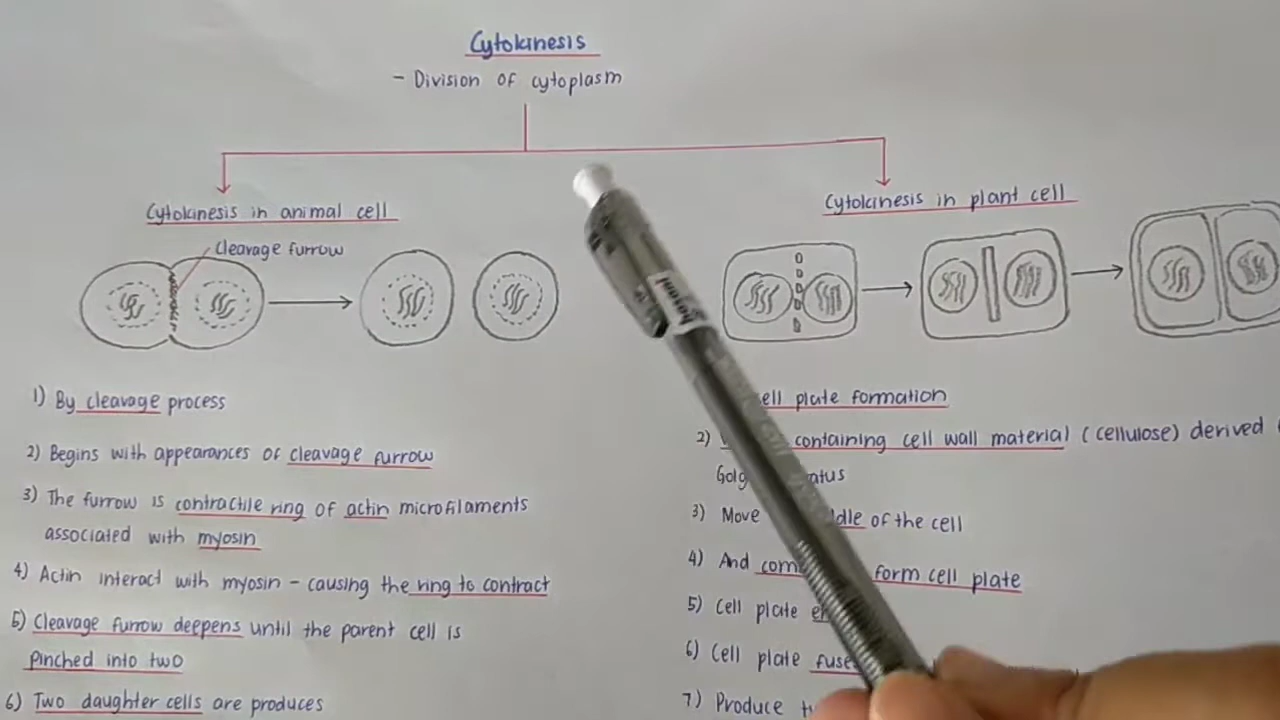 Cytokinesis
- Division of cytoplasm
Cytokinesis in animal cell
Cytokinesis in plant cell
Cleavage furrow
1) By cleavage process
2) Begins with appearances of cleavage furrow
3) The furrow is contractile ring of actin microfilaments
associated with myosin
4) Actin interact with myosin - causing the ring to contract
5) Cleavage furrow deepens until the parent cell is
pinched into two
6) Two daughter cells are produces
plate formation
2) containing cell wall material (cellulose) derived
3) Move of the cell
4) And form cell plate
5) Cell plate
6) Cell plate
7) Produce